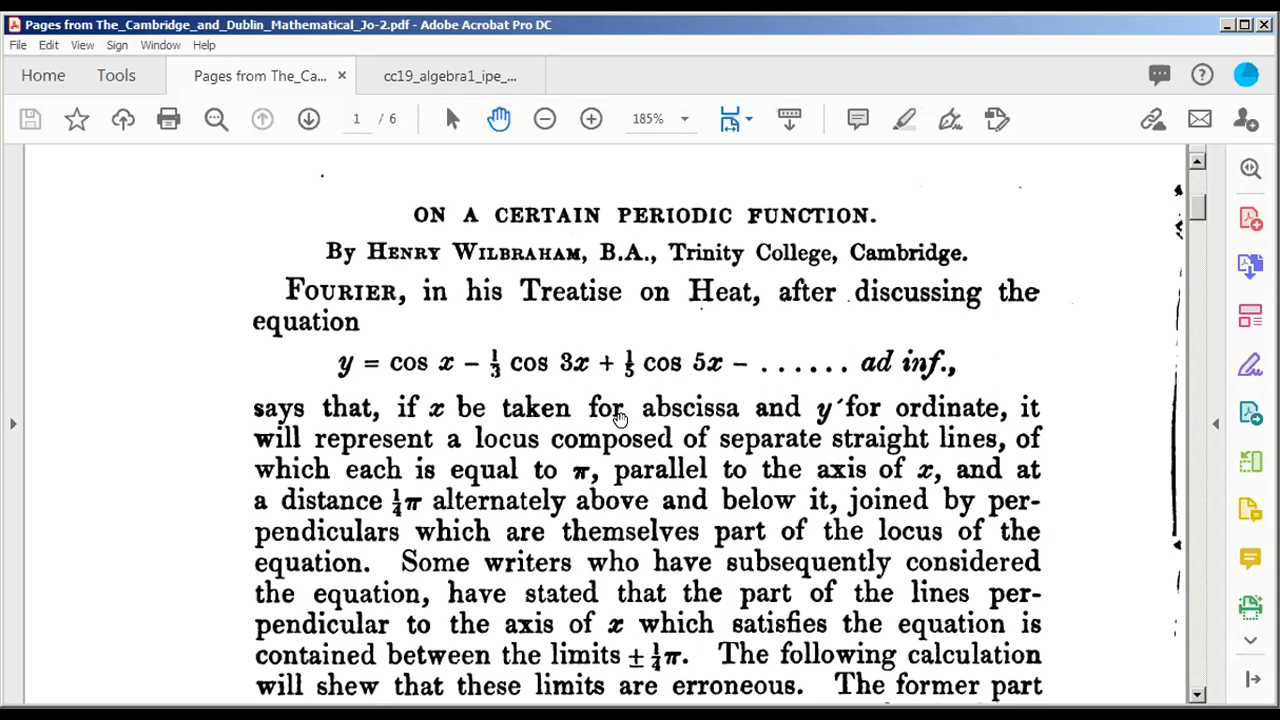 Pages from The_Cambridge_and_Dublin_Mathematical_Jo-2.pdf - Adobe Acrobat Pro DC
File Edit View Sign Window Help
Home Tools Pages from The_Ca... × cc19_algebra1_ipe_...
1 / 6 185%
ON A CERTAIN PERIODIC FUNCTION.
By HENRY WILBRAHAM, B.A., Trinity College, Cambridge.
FOURIER, in his Treatise on Heat, after discussing the
equation
y = cos x - ⅓ cos 3x + ⅕ cos 5x - ...... ad inf.,
says that, if x be taken for abscissa and y for ordinate, it
will represent a locus composed of separate straight lines, of
which each is equal to π, parallel to the axis of x, and at
a distance ¼π alternately above and below it, joined by per-
pendiculars which are themselves part of the locus of the
equation. Some writers who have subsequently considered
the equation, have stated that the part of the lines per-
pendicular to the axis of x which satisfies the equation is
contained between the limits ± ¼π. The following calculation
will shew that these limits are erroneous. The former part